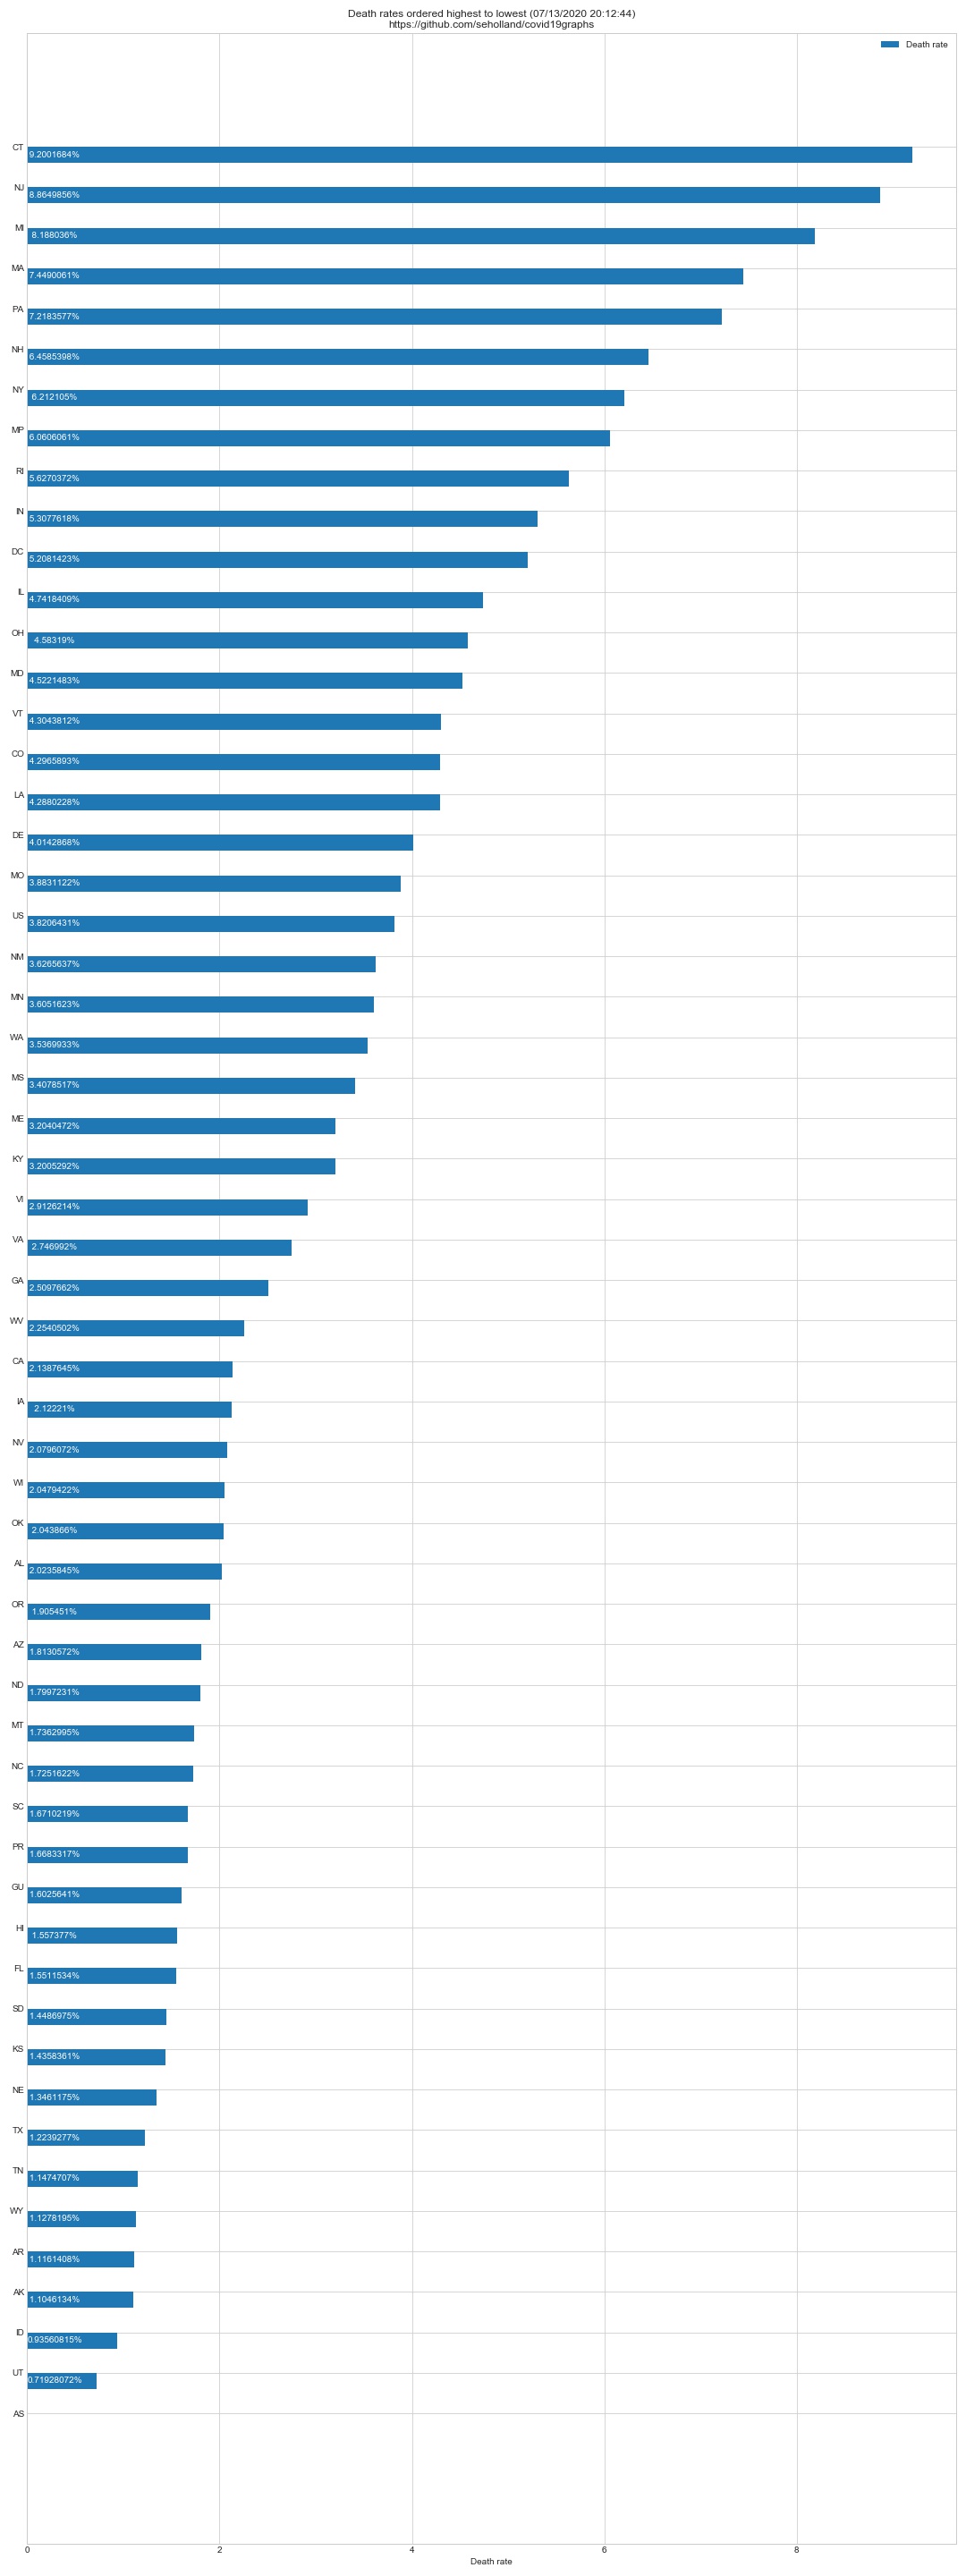 Death rates ordered highest to lowest (07/13/2020 20:12:44)
https://github.com/seholland/covid19graphs
Death rate
CT 9.2001684%
NJ 8.8649856%
MI 8.188036%
MA 7.4490061%
PA 7.2183577%
NH 6.4585398%
NY 6.212105%
MP 6.0606061%
RI 5.6270372%
IN 5.3077618%
DC 5.2081423%
IL 4.7418409%
OH 4.58319%
MD 4.5221483%
VT 4.3043812%
CO 4.2965893%
LA 4.2880228%
DE 4.0142868%
MO 3.8831122%
US 3.8206431%
NM 3.6265637%
MN 3.6051623%
WA 3.5369933%
MS 3.4078517%
ME 3.2040472%
KY 3.2005292%
VI 2.9126214%
VA 2.746992%
GA 2.5097662%
WV 2.2540502%
CA 2.1387645%
IA 2.12221%
NV 2.0796072%
WI 2.0479422%
OK 2.043866%
AL 2.0235845%
OR 1.905451%
AZ 1.8130572%
ND 1.7997231%
MT 1.7362995%
NC 1.7251622%
SC 1.6710219%
PR 1.6683317%
GU 1.6025641%
HI 1.557377%
FL 1.5511534%
SD 1.4486975%
KS 1.4358361%
NE 1.3461175%
TX 1.2239277%
TN 1.1474707%
WY 1.1278195%
AR 1.1161408%
AK 1.1046134%
ID 0.93560815%
UT 0.71928072%
AS
0 2 4 6 8
Death rate